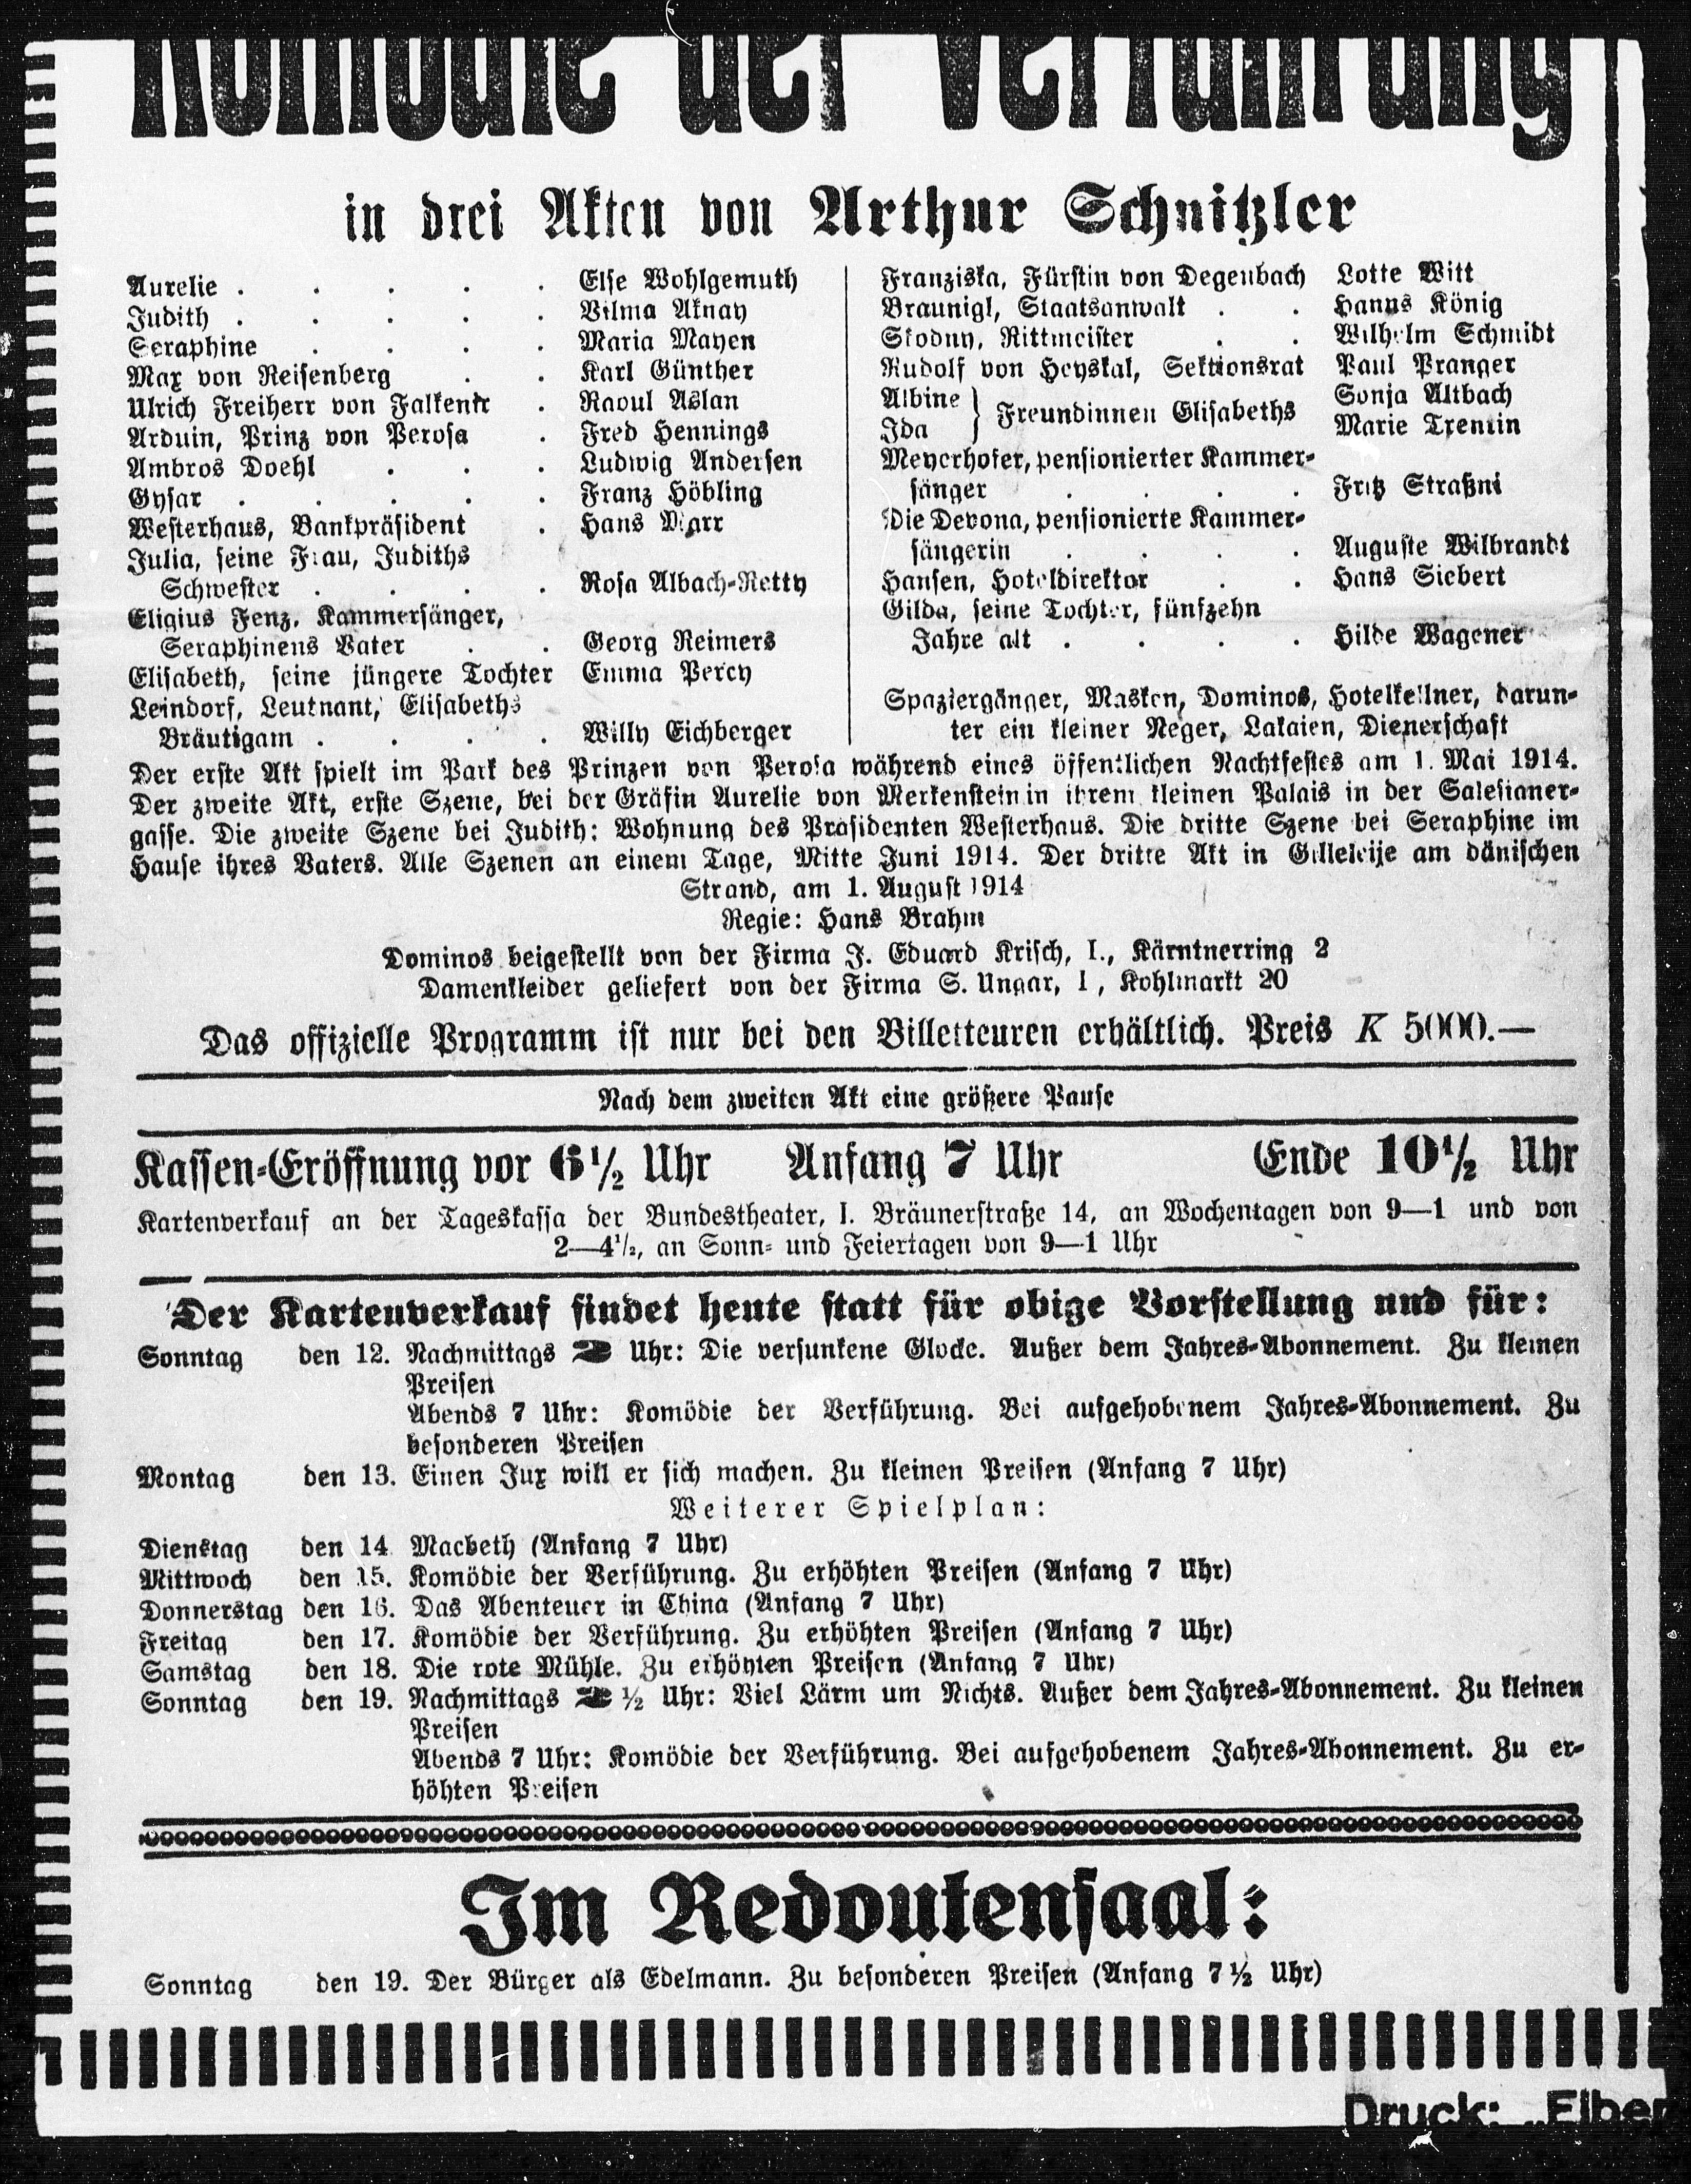 Komödie der Verführung
in drei Akten von Arthur Schnitzler
Aurelie . . . . . Else Wohlgemuth
Judith . . . . . Vilma Aknay
Seraphine . . . . Maria Mayen
Max von Reisenberg . . Karl Günther
Ulrich Freiherr von Falkenir . Raoul Aslan
Arduin, Prinz von Perosa . Fred Hennings
Ambros Doehl . . . Ludwig Andersen
Gysar . . . . . Franz Höbling
Westerhaus, Bankpräsident . Hans Marr
Julia, seine Frau, Judiths
Schwester . . . . Rosa Albach-Retty
Eligius Fenz, Kammersänger,
Seraphinens Vater . . Georg Reimers
Elisabeth, seine jüngere Tochter Emma Percy
Leindorf, Leutnant, Elisabeths
Bräutigam . . . . Willy Eichberger
Franziska, Fürstin von Degenbach Lotte Witt
Braunigl, Staatsanwalt . . Hanns König
Skodny, Rittmeister . . Wilhelm Schmidt
Rudolf von Heyskal, Sektionsrat Paul Pranger
Albine } Freundinnen Elisabeths Sonja Altbach
Ida } Marie Trentin
Meyerhofer, pensionierter Kammer-
sänger . . . . Fritz Straßni
Die Devona, pensionierte Kammer-
sängerin . . . . Auguste Wilbrandt
Hansen, Hoteldirektor . . Hans Siebert
Gilda, seine Tochter, fünfzehn
Jahre alt . . . . Hilde Wagener
Spaziergänger, Masken, Dominos, Hotelkellner, darun-
ter ein kleiner Neger, Lakaien, Dienerschaft
Der erste Akt spielt im Park des Prinzen von Perosa während eines öffentlichen Nachtfestes am 1. Mai 1914.
Der zweite Akt, erste Szene, bei der Gräfin Aurelie von Merkenstein in ihrem kleinen Palais in der Salesianer-
gasse. Die zweite Szene bei Judith: Wohnung des Präsidenten Westerhaus. Die dritte Szene bei Seraphine im
Hause ihres Vaters. Alle Szenen an einem Tage, Mitte Juni 1914. Der dritte Akt in Gilleleije am dänischen
Strand, am 1. August 1914
Regie: Hans Brahm
Dominos beigestellt von der Firma J. Eduard Krisch, I., Kärntnerring 2
Damenkleider geliefert von der Firma S. Ungar, I, Kohlmarkt 20
Das offizielle Programm ist nur bei den Billetteuren erhältlich. Preis K 5000.—
Nach dem zweiten Akt eine größere Pause
Kassen-Eröffnung vor 6½ Uhr Anfang 7 Uhr Ende 10½ Uhr
Kartenverkauf an der Tageskassa der Bundestheater, I. Bräunerstraße 14, an Wochentagen von 9—1 und von
2—4½, an Sonn- und Feiertagen von 9—1 Uhr
Der Kartenverkauf findet heute statt für obige Vorstellung und für:
Sonntag den 12. Nachmittags 2 Uhr: Die versunkene Glocke. Außer dem Jahres-Abonnement. Zu kleinen
Preisen
Abends 7 Uhr: Komödie der Verführung. Bei aufgehobenem Jahres-Abonnement. Zu
besonderen Preisen
Montag den 13. Einen Jux will er sich machen. Zu kleinen Preisen (Anfang 7 Uhr)
Weiterer Spielplan:
Dienstag den 14 Macbeth (Anfang 7 Uhr)
Mittwoch den 15. Komödie der Verführung. Zu erhöhten Preisen (Anfang 7 Uhr)
Donnerstag den 16. Das Abenteuer in China (Anfang 7 Uhr)
Freitag den 17. Komödie der Verführung. Zu erhöhten Preisen (Anfang 7 Uhr)
Samstag den 18. Die rote Mühle. Zu erhöhten Preisen (Anfang 7 Uhr)
Sonntag den 19. Nachmittags 2 ½ Uhr: Viel Lärm um Nichts. Außer dem Jahres-Abonnement. Zu kleinen
Preisen
Abends 7 Uhr: Komödie der Verführung. Bei aufgehobenem Jahres-Abonnement. Zu er-
höhten Preisen
Im Redoutensaal:
Sonntag den 19. Der Bürger als Edelmann. Zu besonderen Preisen (Anfang 7½ Uhr)
Druck: „Elbe